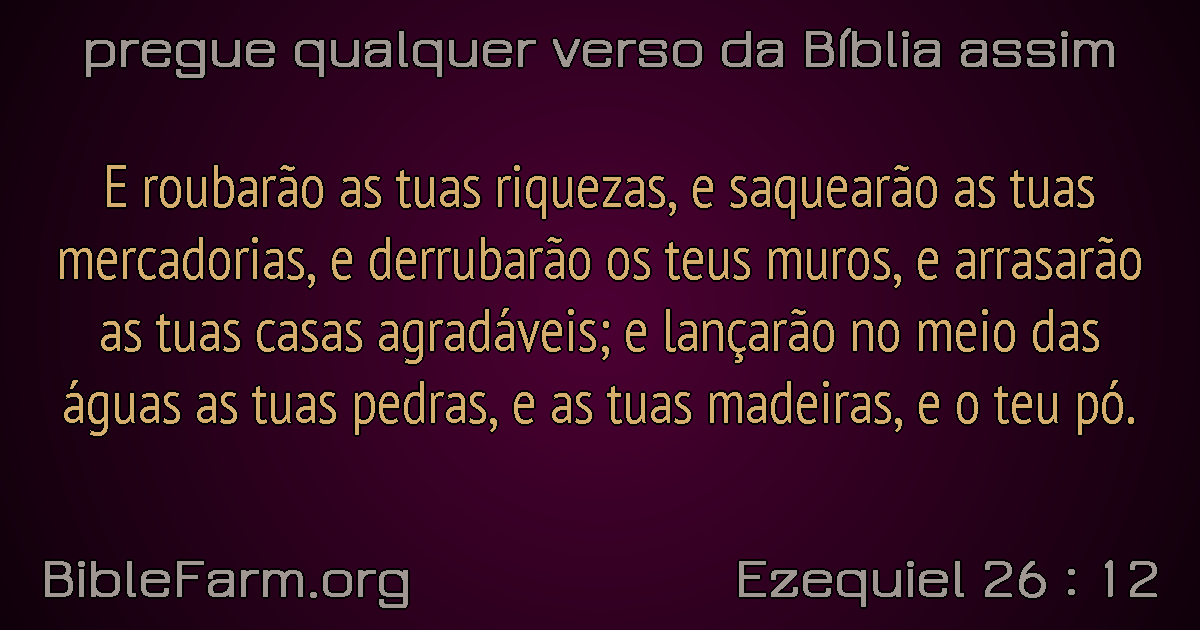 pregue qualquer verso da Bíblia assim
E roubarão as tuas riquezas, e saquearão as tuas
mercadorias, e derrubarão os teus muros, e arrasarão
as tuas casas agradáveis; e lançarão no meio das
águas as tuas pedras, e as tuas madeiras, e o teu pó.
BibleFarm.org
Ezequiel 26 : 12